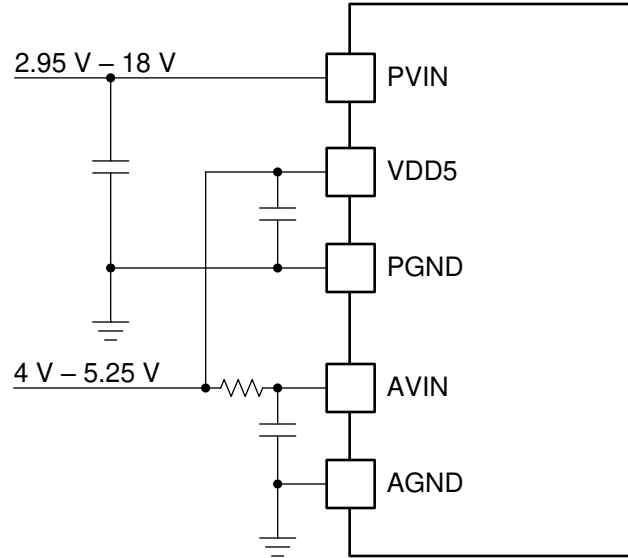 2.95 V – 18 V
PVIN
VDD5
PGND
4 V – 5.25 V
AVIN
AGND